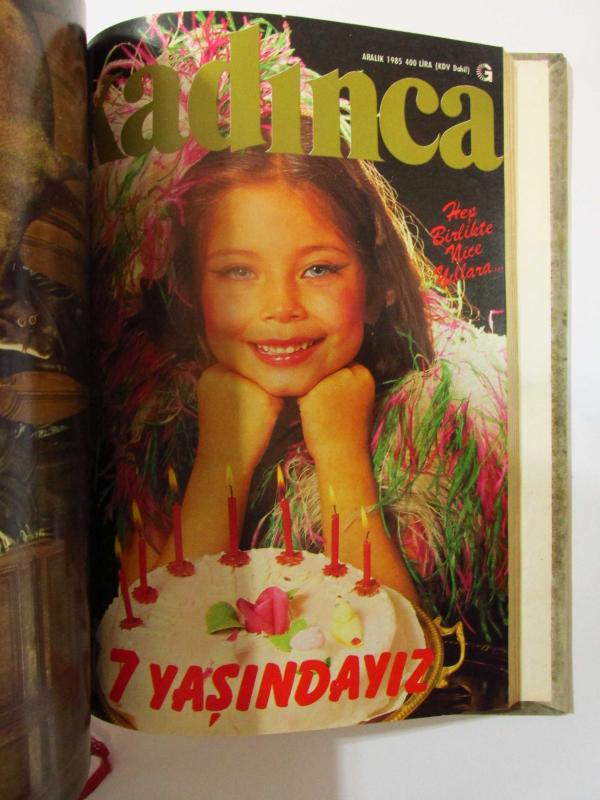 ARALIK 1985 400 LİRA (KDV Dahil) G
Kadınca
Hep
Birlikte
Nice
Yıllara...
7 YAŞINDAYIZ